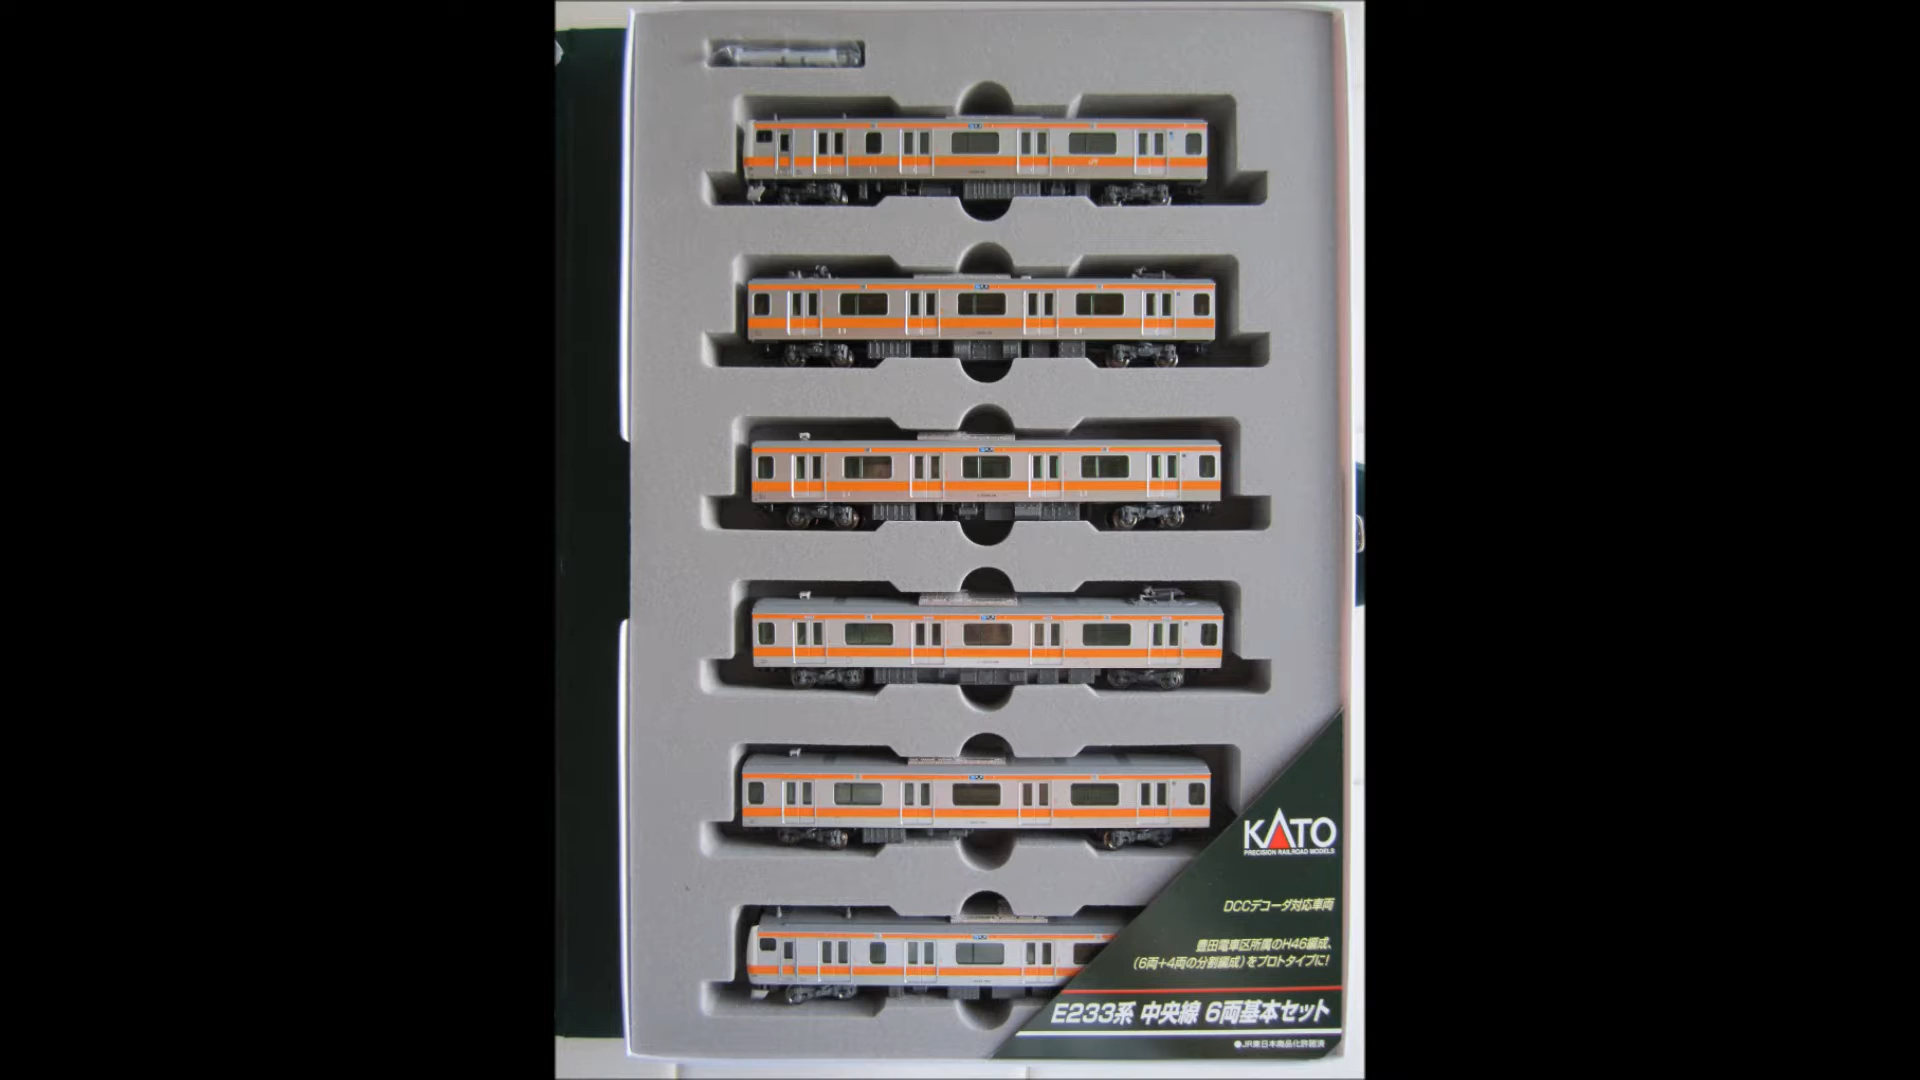 JR
KATO
PRECISION RAILROAD MODELS
DCCデコーダ対応車両
豊田電車区所属のH46編成、
(6両+4両の分割編成)をプロトタイプに!
E233系 中央線 6両基本セット
●JR東日本商品化許諾済